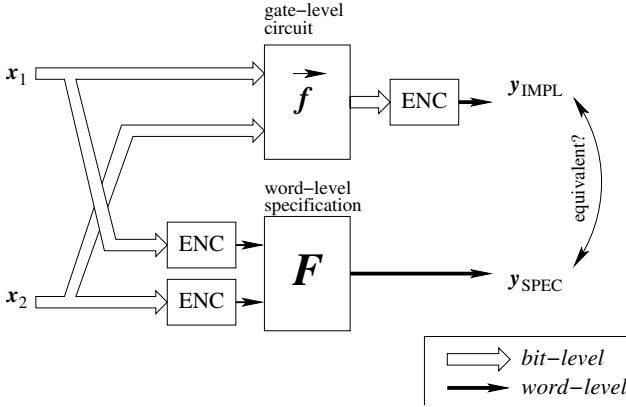 gate-level
circuit
x1
f
ENC
yIMPL
equivalent?
word-level
specification
ENC
F
ENC
x2
ySPEC
bit-level
word-level